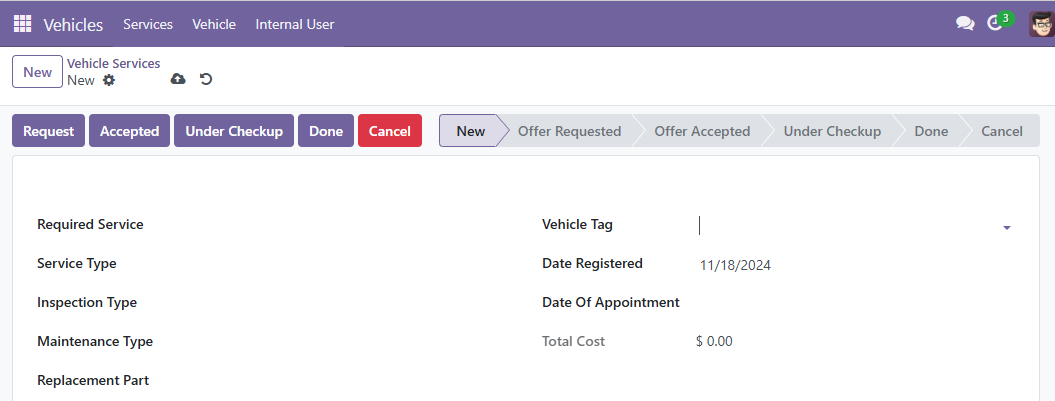 Vehicles Services Vehicle Internal User 3
New Vehicle Services
New
Request Accepted Under Checkup Done Cancel New Offer Requested Offer Accepted Under Checkup Done Cancel
Required Service Vehicle Tag
Service Type Date Registered 11/18/2024
Inspection Type Date Of Appointment
Maintenance Type Total Cost $ 0.00
Replacement Part